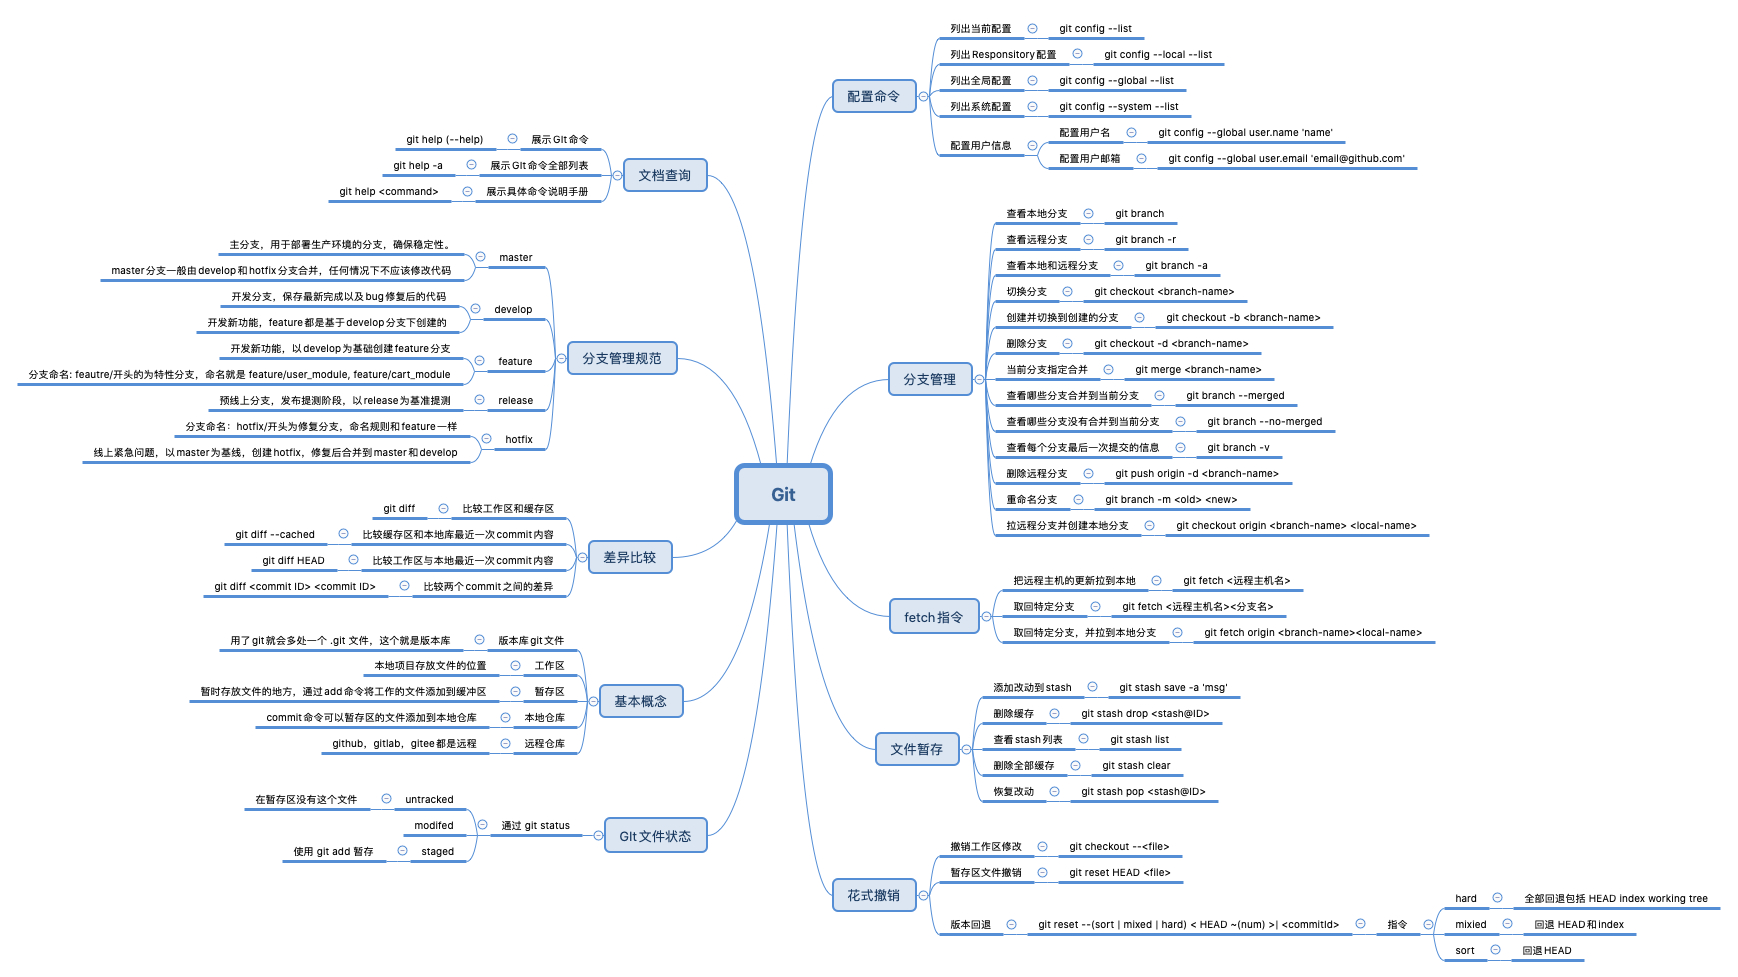 Git
配置命令
列出当前配置
git config --list
列出Responsitory配置
git config --local --list
列出全局配置
git config --global --list
列出系统配置
git config --system --list
配置用户信息
配置用户名
git config --global user.name 'name'
配置用户邮箱
git config --global user.email 'email@github.com'
分支管理
查看本地分支
git branch
查看远程分支
git branch -r
查看本地和远程分支
git branch -a
切换分支
git checkout <branch-name>
创建并切换到创建的分支
git checkout -b <branch-name>
删除分支
git checkout -d <branch-name>
当前分支指定合并
git merge <branch-name>
查看哪些分支合并到当前分支
git branch --merged
查看哪些分支没有合并到当前分支
git branch --no-merged
查看每个分支最后一次提交的信息
git branch -v
删除远程分支
git push origin -d <branch-name>
重命名分支
git branch -m <old> <new>
拉远程分支并创建本地分支
git checkout origin <branch-name> <local-name>
fetch指令
把远程主机的更新拉到本地
git fetch <远程主机名>
取回特定分支
git fetch <远程主机名><分支名>
取回特定分支，并拉到本地分支
git fetch origin <branch-name><local-name>
文件暂存
添加改动到stash
git stash save -a 'msg'
删除缓存
git stash drop <stash@ID>
查看stash列表
git stash list
删除全部缓存
git stash clear
恢复改动
git stash pop <stash@ID>
花式撤销
撤销工作区修改
git checkout --<file>
暂存区文件撤销
git reset HEAD <file>
版本回退
git reset --(sort | mixed | hard) < HEAD ~(num) >| <commitId>
指令
hard
全部回退包括 HEAD index working tree
mixied
回退 HEAD和index
sort
回退HEAD
文档查询
展示GIt命令
git help (--help)
展示GIt命令全部列表
git help -a
展示具体命令说明手册
git help <command>
分支管理规范
master
主分支，用于部署生产环境的分支，确保稳定性。
master分支一般由develop和hotfix分支合并，任何情况下不应该修改代码
develop
开发分支，保存最新完成以及bug修复后的代码
开发新功能，feature都是基于develop分支下创建的
feature
开发新功能，以develop为基础创建feature分支
分支命名: feautre/开头的为特性分支，命名就是 feature/user_module, feature/cart_module
release
预线上分支，发布提测阶段，以release为基准提测
hotfix
分支命名：hotfix/开头为修复分支，命名规则和feature一样
线上紧急问题，以master为基线，创建hotfix，修复后合并到master和develop
差异比较
比较工作区和缓存区
git diff
比较缓存区和本地库最近一次commit内容
git diff --cached
比较工作区与本地最近一次commit内容
git diff HEAD
比较两个commit之间的差异
git diff <commit ID> <commit ID>
基本概念
版本库git文件
用了git就会多处一个 .git 文件，这个就是版本库
工作区
本地项目存放文件的位置
暂存区
暂时存放文件的地方，通过add命令将工作的文件添加到缓冲区
本地仓库
commit命令可以暂存区的文件添加到本地仓库
远程仓库
github，gitlab，gitee都是远程
GIt文件状态
通过 git status
untracked
在暂存区没有这个文件
modifed
staged
使用 git add 暂存